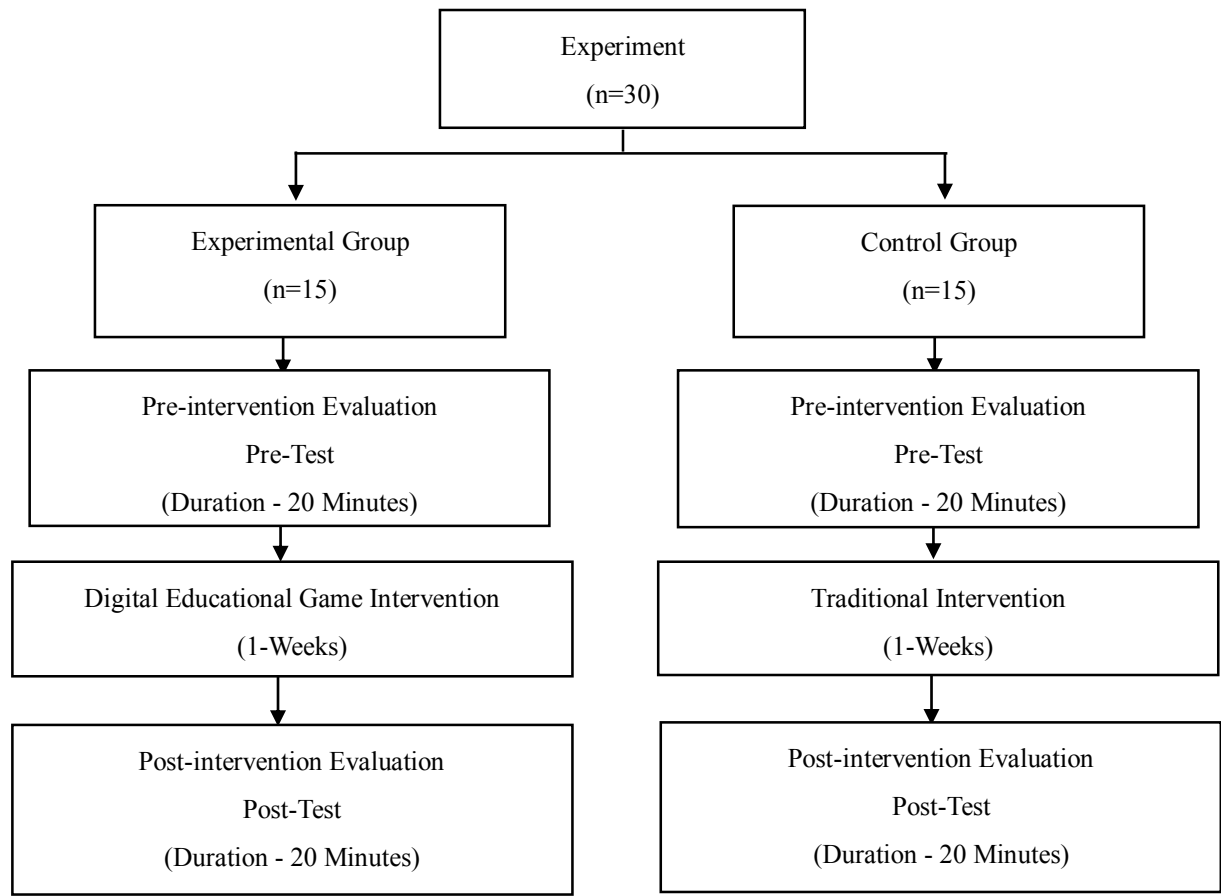 Experiment
(n=30)
Experimental Group
(n=15)
Control Group
(n=15)
Pre-intervention Evaluation
Pre-Test
(Duration - 20 Minutes)
Pre-intervention Evaluation
Pre-Test
(Duration - 20 Minutes)
Digital Educational Game Intervention
(1-Weeks)
Traditional Intervention
(1-Weeks)
Post-intervention Evaluation
Post-Test
(Duration - 20 Minutes)
Post-intervention Evaluation
Post-Test
(Duration - 20 Minutes)